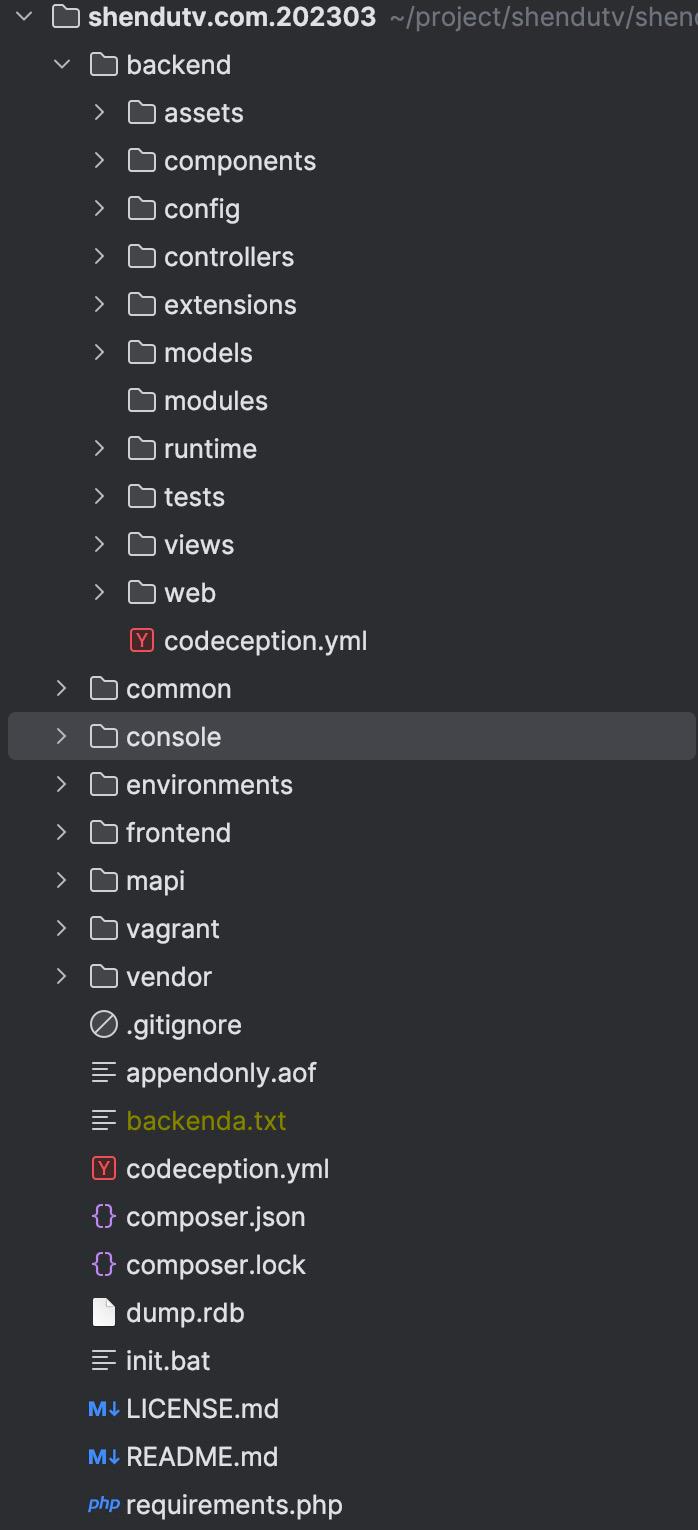 shendutv.com.202303 ~/project/shendutv/shen
backend
assets
components
config
controllers
extensions
models
modules
runtime
tests
views
web
Y codeception.yml
common
console
environments
frontend
mapi
vagrant
vendor
.gitignore
appendonly.aof
backenda.txt
Y codeception.yml
{} composer.json
{} composer.lock
dump.rdb
init.bat
M↓ LICENSE.md
M↓ README.md
php requirements.php